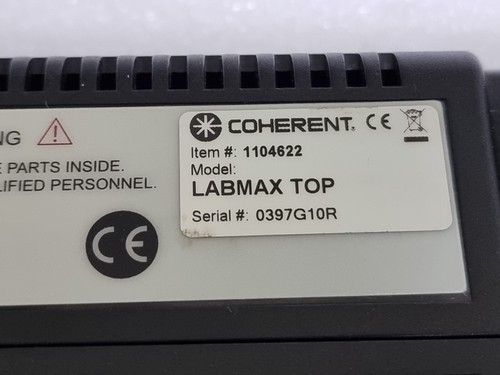 NG
PARTS INSIDE.
LIFIED PERSONNEL.
CE
COHERENT. CE
Item #: 1104622
Model:
LABMAX TOP
Serial #: 0397G10R